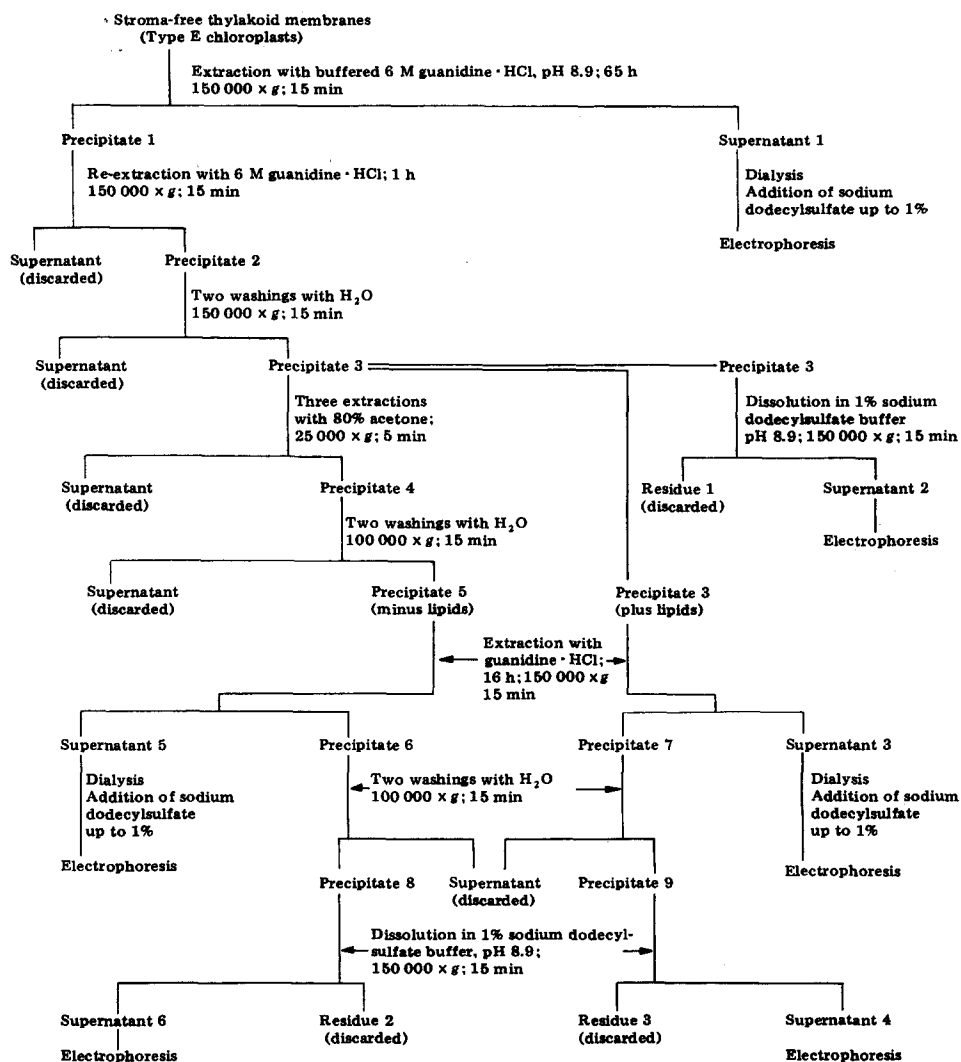 Stroma-free thylakoid membranes
(Type E chloroplasts)
Extraction with buffered 6 M guanidine · HCl, pH 8.9; 65 h
150 000 × g; 15 min
Precipitate 1
Supernatant 1
Re-extraction with 6 M guanidine · HCl; 1 h
150 000 × g; 15 min
Dialysis
Addition of sodium
dodecylsulfate up to 1%
Electrophoresis
Supernatant
(discarded)
Precipitate 2
Two washings with H₂O
150 000 × g; 15 min
Supernatant
(discarded)
Precipitate 3
Precipitate 3
Three extractions
with 80% acetone;
25 000 × g; 5 min
Dissolution in 1% sodium
dodecylsulfate buffer
pH 8.9; 150 000 × g; 15 min
Supernatant
(discarded)
Precipitate 4
Residue 1
(discarded)
Supernatant 2
Two washings with H₂O
100 000 × g; 15 min
Electrophoresis
Supernatant
(discarded)
Precipitate 5
(minus lipids)
Precipitate 3
(plus lipids)
Extraction with
guanidine · HCl;
16 h; 150 000 × g
15 min
Supernatant 5
Precipitate 6
Precipitate 7
Supernatant 3
Dialysis
Addition of sodium
dodecylsulfate
up to 1%
Two washings with H₂O
100 000 × g; 15 min
Dialysis
Addition of sodium
dodecylsulfate
up to 1%
Electrophoresis
Electrophoresis
Precipitate 8
Supernatant
(discarded)
Precipitate 9
Dissolution in 1% sodium dodecyl-
sulfate buffer, pH 8.9;
150 000 × g; 15 min
Supernatant 6
Residue 2
(discarded)
Residue 3
(discarded)
Supernatant 4
Electrophoresis
Electrophoresis